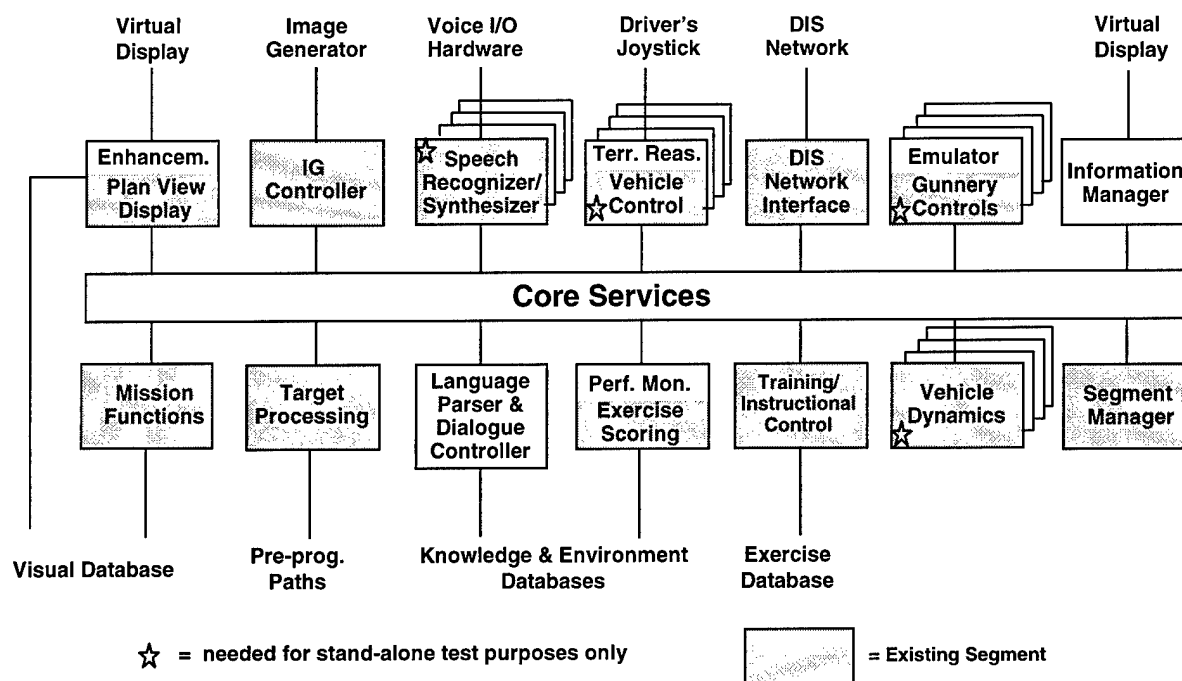 Virtual
Display
Image
Generator
Voice I/O
Hardware
Driver's
Joystick
DIS
Network
Virtual
Display
Enhancem.
Plan View
Display
IG
Controller
Speech
Recognizer/
Synthesizer
Terr. Reas.
Vehicle
Control
DIS
Network
Interface
Emulator
Gunnery
Controls
Information
Manager
Core Services
Mission
Functions
Target
Processing
Language
Parser &
Dialogue
Controller
Perf. Mon.
Exercise
Scoring
Training/
Instructional
Control
Vehicle
Dynamics
Segment
Manager
Visual Database
Pre-prog.
Paths
Knowledge & Environment
Databases
Exercise
Database
= needed for stand-alone test purposes only
= Existing Segment